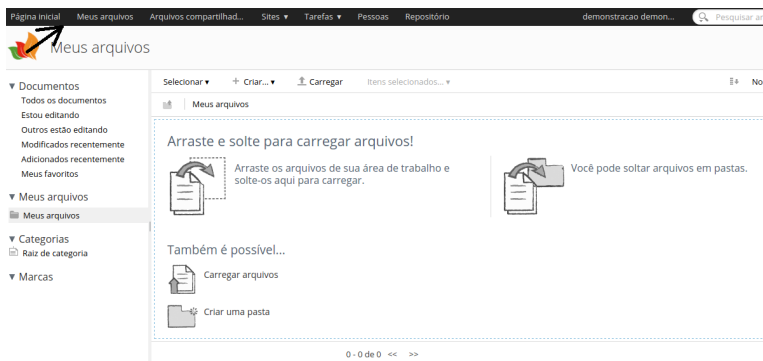 Página inicial Meus arquivos Arquivos compartilhad... Sites ▾ Tarefas ▾ Pessoas Repositório demonstracao demon... Pesquisar ar
Meus arquivos
Selecionar ▾ + Criar... ▾ Carregar Itens selecionados... ▾ No
Meus arquivos
▼ Documentos
Todos os documentos
Estou editando
Outros estão editando
Modificados recentemente
Adicionados recentemente
Meus favoritos
▼ Meus arquivos
Meus arquivos
▼ Categorias
Raiz de categoria
▼ Marcas
Arraste e solte para carregar arquivos!
Arraste os arquivos de sua área de trabalho e
solte-os aqui para carregar.
Você pode soltar arquivos em pastas.
Também é possível...
Carregar arquivos
Criar uma pasta
0 - 0 de 0 << >>